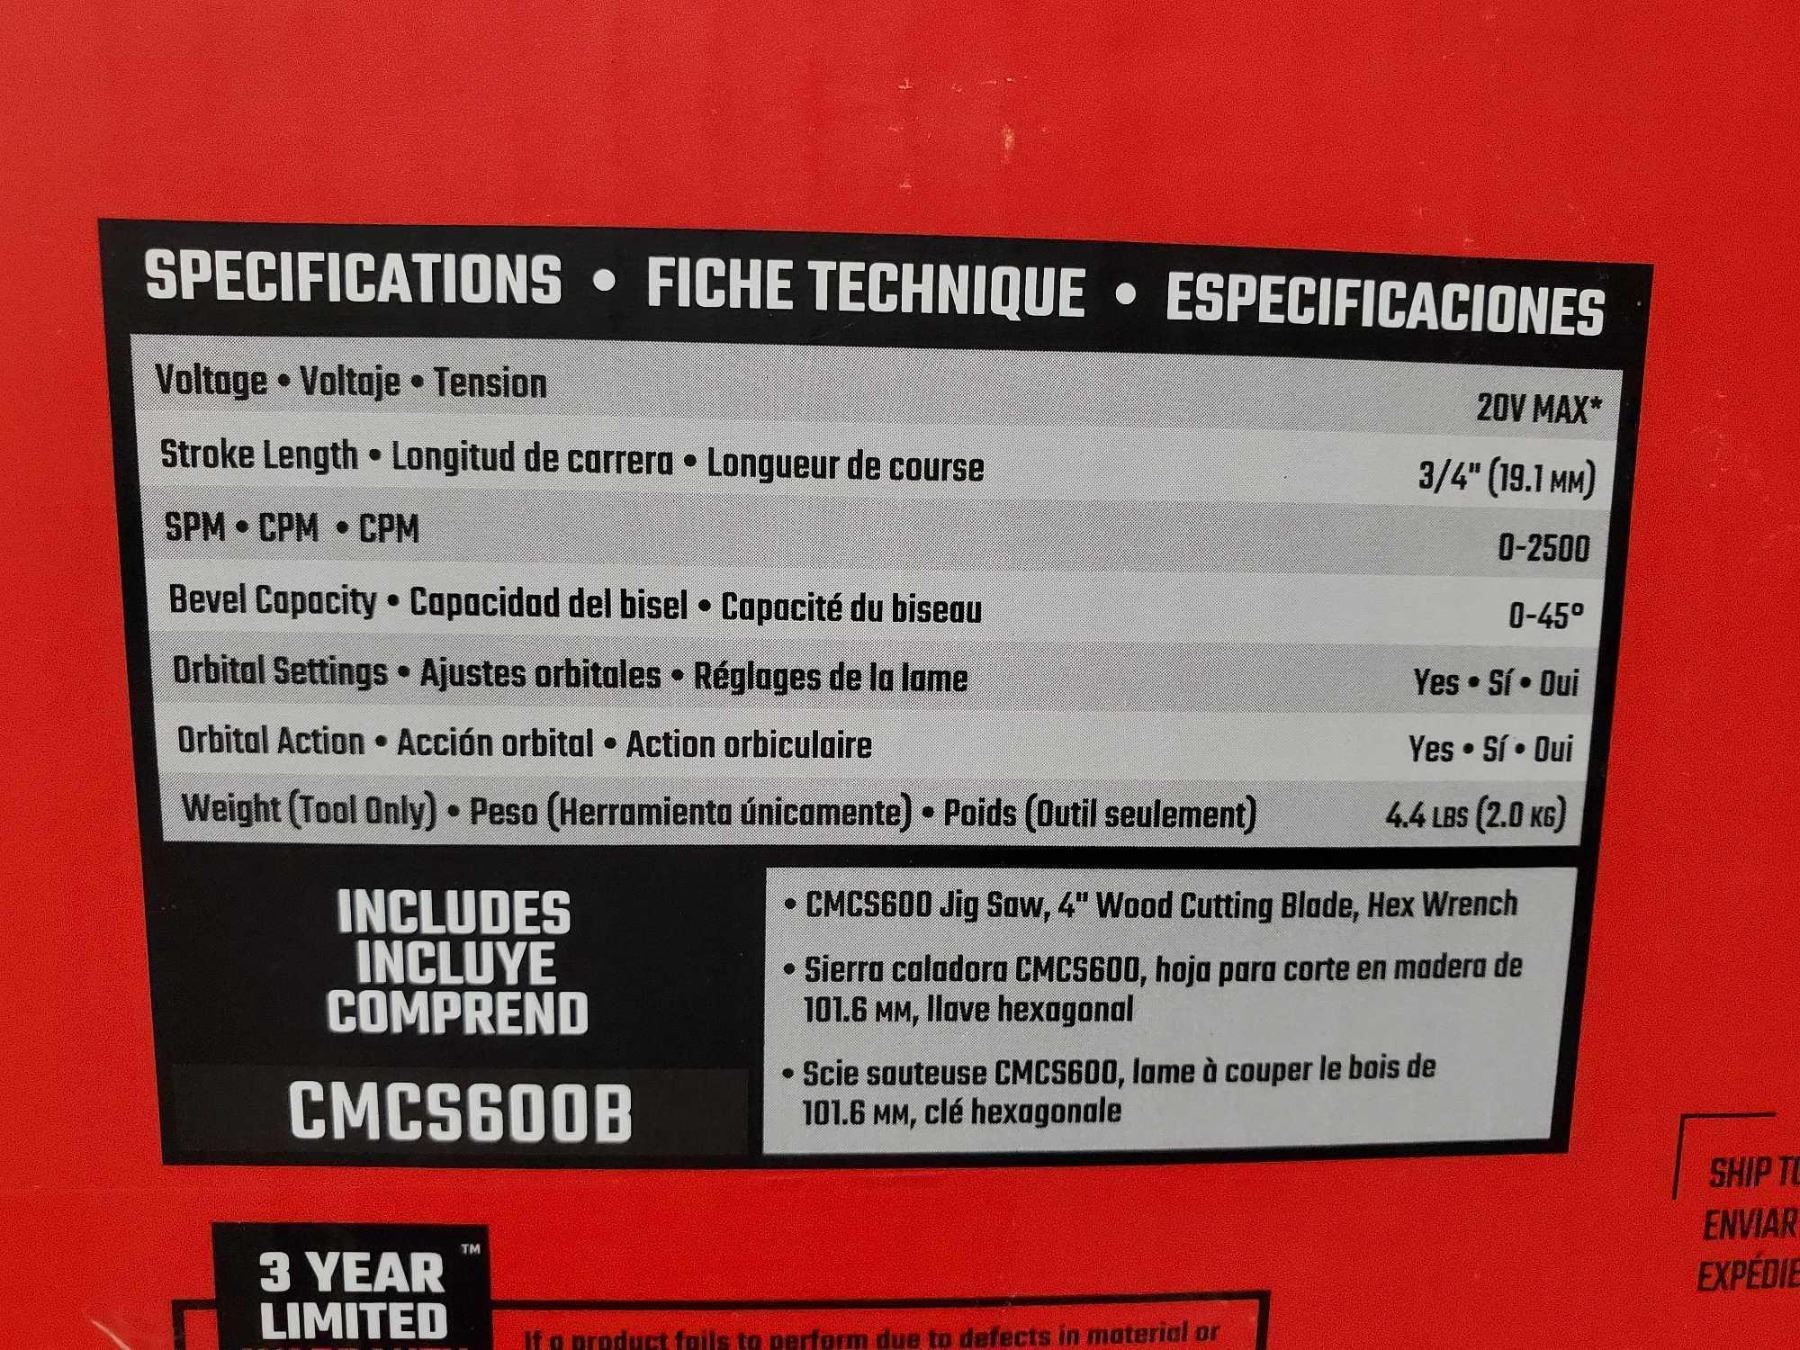 SPECIFICATIONS • FICHE TECHNIQUE • ESPECIFICACIONES
Voltage • Voltaje • Tension 20V MAX*
Stroke Length • Longitud de carrera • Longueur de course 3/4" (19.1 MM)
SPM • CPM • CPM 0-2500
Bevel Capacity • Capacidad del bisel • Capacité du biseau 0-45°
Orbital Settings • Ajustes orbitales • Réglages de la lame Yes • Sí • Oui
Orbital Action • Acción orbital • Action orbiculaire Yes • Sí • Oui
Weight (Tool Only) • Peso (Herramienta únicamente) • Poids (Outil seulement) 4.4 LBS (2.0 KG)
INCLUDES
INCLUYE
COMPREND
CMCS600B
• CMCS600 Jig Saw, 4" Wood Cutting Blade, Hex Wrench
• Sierra caladora CMCS600, hoja para corte en madera de
101.6 MM, llave hexagonal
• Scie sauteuse CMCS600, lame à couper le bois de
101.6 MM, clé hexagonale
SHIP
ENVIAR
3 YEAR™
LIMITED
If a product fails to perform due to defects in material or